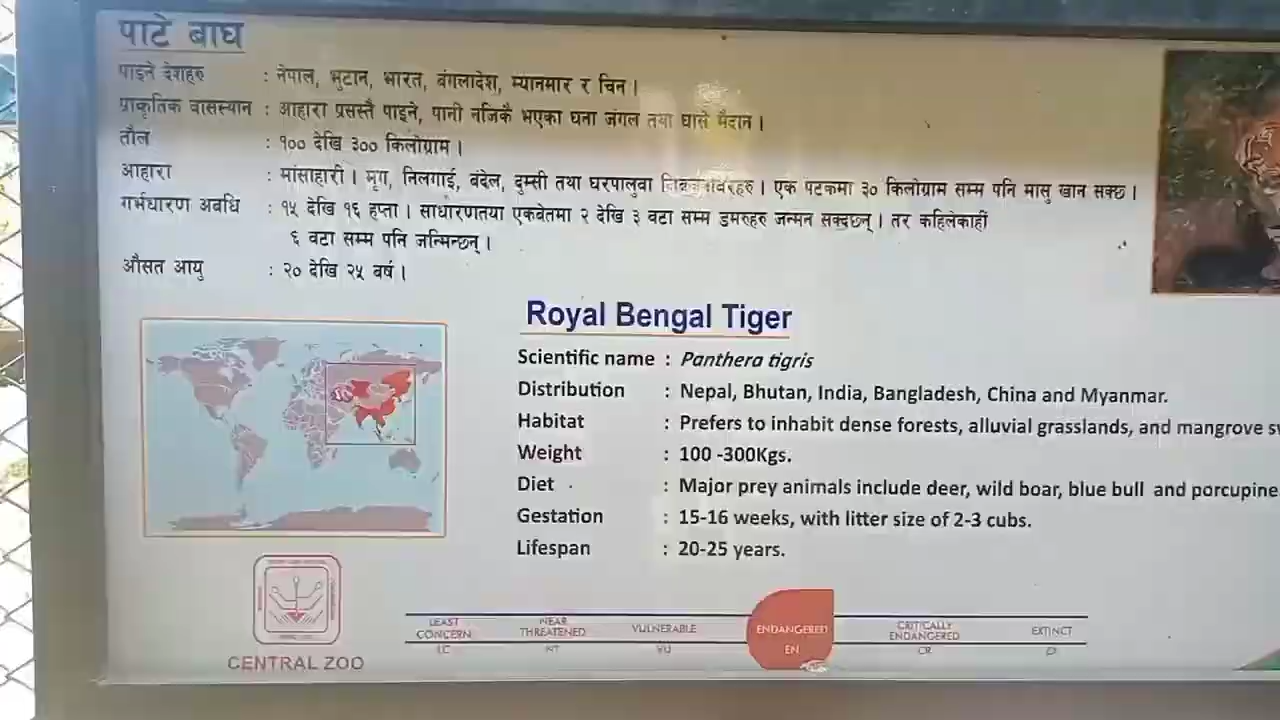 पाटे बाघ
पाइने देशहरु : नेपाल, भुटान, भारत, बंगलादेश, म्यानमार र चिन ।
प्राकृतिक वासस्थान : आहारा प्रसस्तै पाइने, पानी नजिकै भएका घना जंगल तथा घाँसे मैदान ।
तौल : १०० देखि ३०० किलोग्राम ।
आहारा : मांसाहारी । मृग, निलगाई, बंदेल, दुम्सी तथा घरपालुवा । एक पटकमा ३० किलोग्राम सम्म पनि मासु खान सक्छ ।
गर्भधारण अवधि : १५ देखि १६ हप्ता । साधारणतया एकबेतमा २ देखि ३ वटा सम्म डमरुहरु जन्मन सक्दछन् । तर कहिलेकाहीं
६ वटा सम्म पनि जन्मिन्छन् ।
औसत आयु : २० देखि २५ वर्ष ।
Royal Bengal Tiger
Scientific name : Panthera tigris
Distribution : Nepal, Bhutan, India, Bangladesh, China and Myanmar.
Habitat : Prefers to inhabit dense forests, alluvial grasslands, and mangrove
Weight : 100 -300Kgs.
Diet : Major prey animals include deer, wild boar, blue bull and porcupine
Gestation : 15-16 weeks, with litter size of 2-3 cubs.
Lifespan : 20-25 years.
LEAST CONCERN LC
NEAR THREATENED NT
VULNERABLE VU
ENDANGERED EN
CRITICALLY ENDANGERED CR
EXTINCT
CENTRAL ZOO